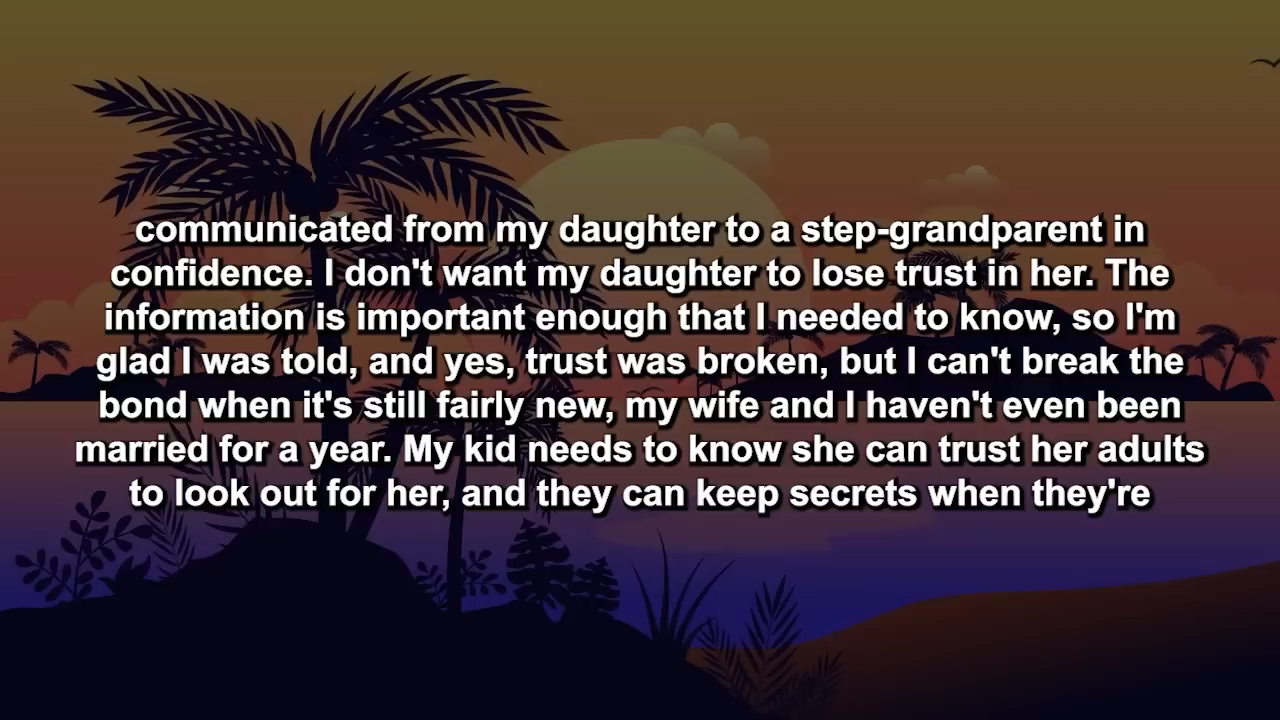 communicated from my daughter to a step-grandparent in
confidence. I don't want my daughter to lose trust in her. The
information is important enough that I needed to know, so I'm
glad I was told, and yes, trust was broken, but I can't break the
bond when it's still fairly new, my wife and I haven't even been
married for a year. My kid needs to know she can trust her adults
to look out for her, and they can keep secrets when they're